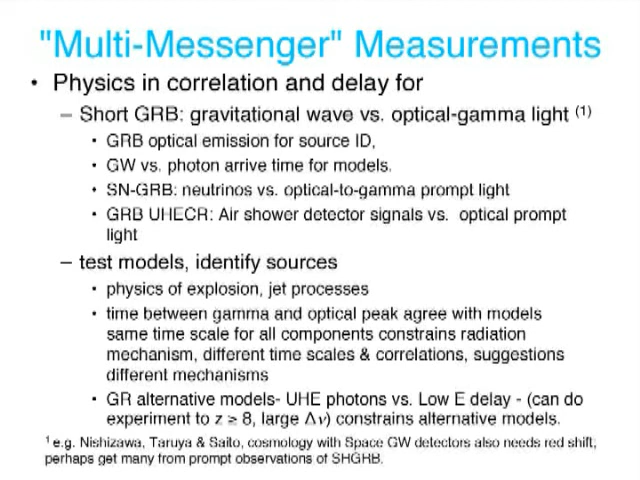 "Multi-Messenger" Measurements
• Physics in correlation and delay for
– Short GRB: gravitational wave vs. optical-gamma light (1)
• GRB optical emission for source ID,
• GW vs. photon arrive time for models.
• SN-GRB: neutrinos vs. optical-to-gamma prompt light
• GRB UHECR: Air shower detector signals vs. optical prompt
light
– test models, identify sources
• physics of explosion, jet processes
• time between gamma and optical peak agree with models
same time scale for all components constrains radiation
mechanism, different time scales & correlations, suggestions
different mechanisms
• GR alternative models- UHE photons vs. Low E delay - (can do
experiment to z ≥ 8, large Δν) constrains alternative models.
1 e.g. Nishizawa, Taruya & Saito, cosmology with Space GW detectors also needs red shift,
perhaps get many from prompt observations of SHGRB.